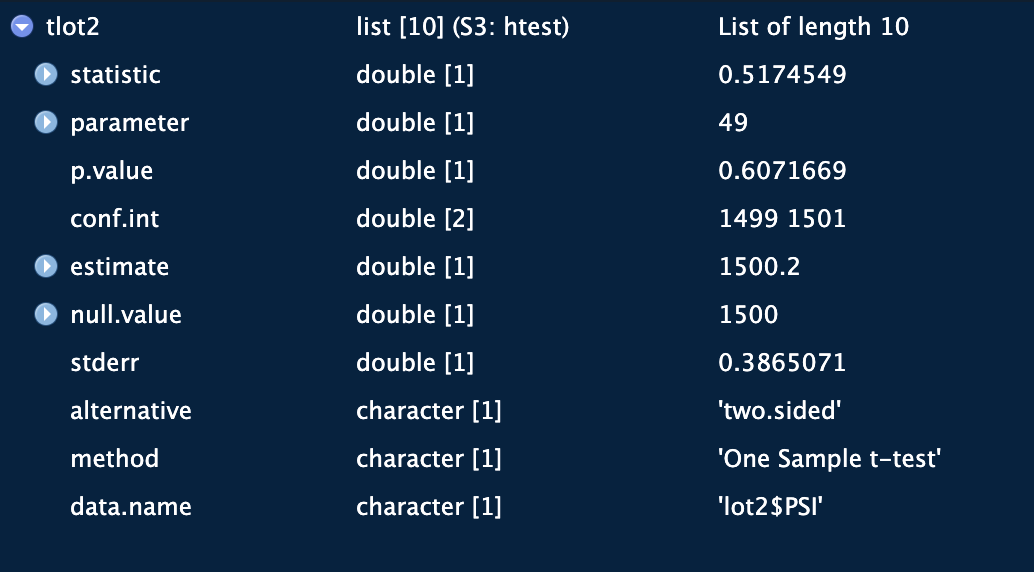 tlot2 list [10] (S3: htest) List of length 10
statistic double [1] 0.5174549
parameter double [1] 49
p.value double [1] 0.6071669
conf.int double [2] 1499 1501
estimate double [1] 1500.2
null.value double [1] 1500
stderr double [1] 0.3865071
alternative character [1] 'two.sided'
method character [1] 'One Sample t-test'
data.name character [1] 'lot2$PSI'